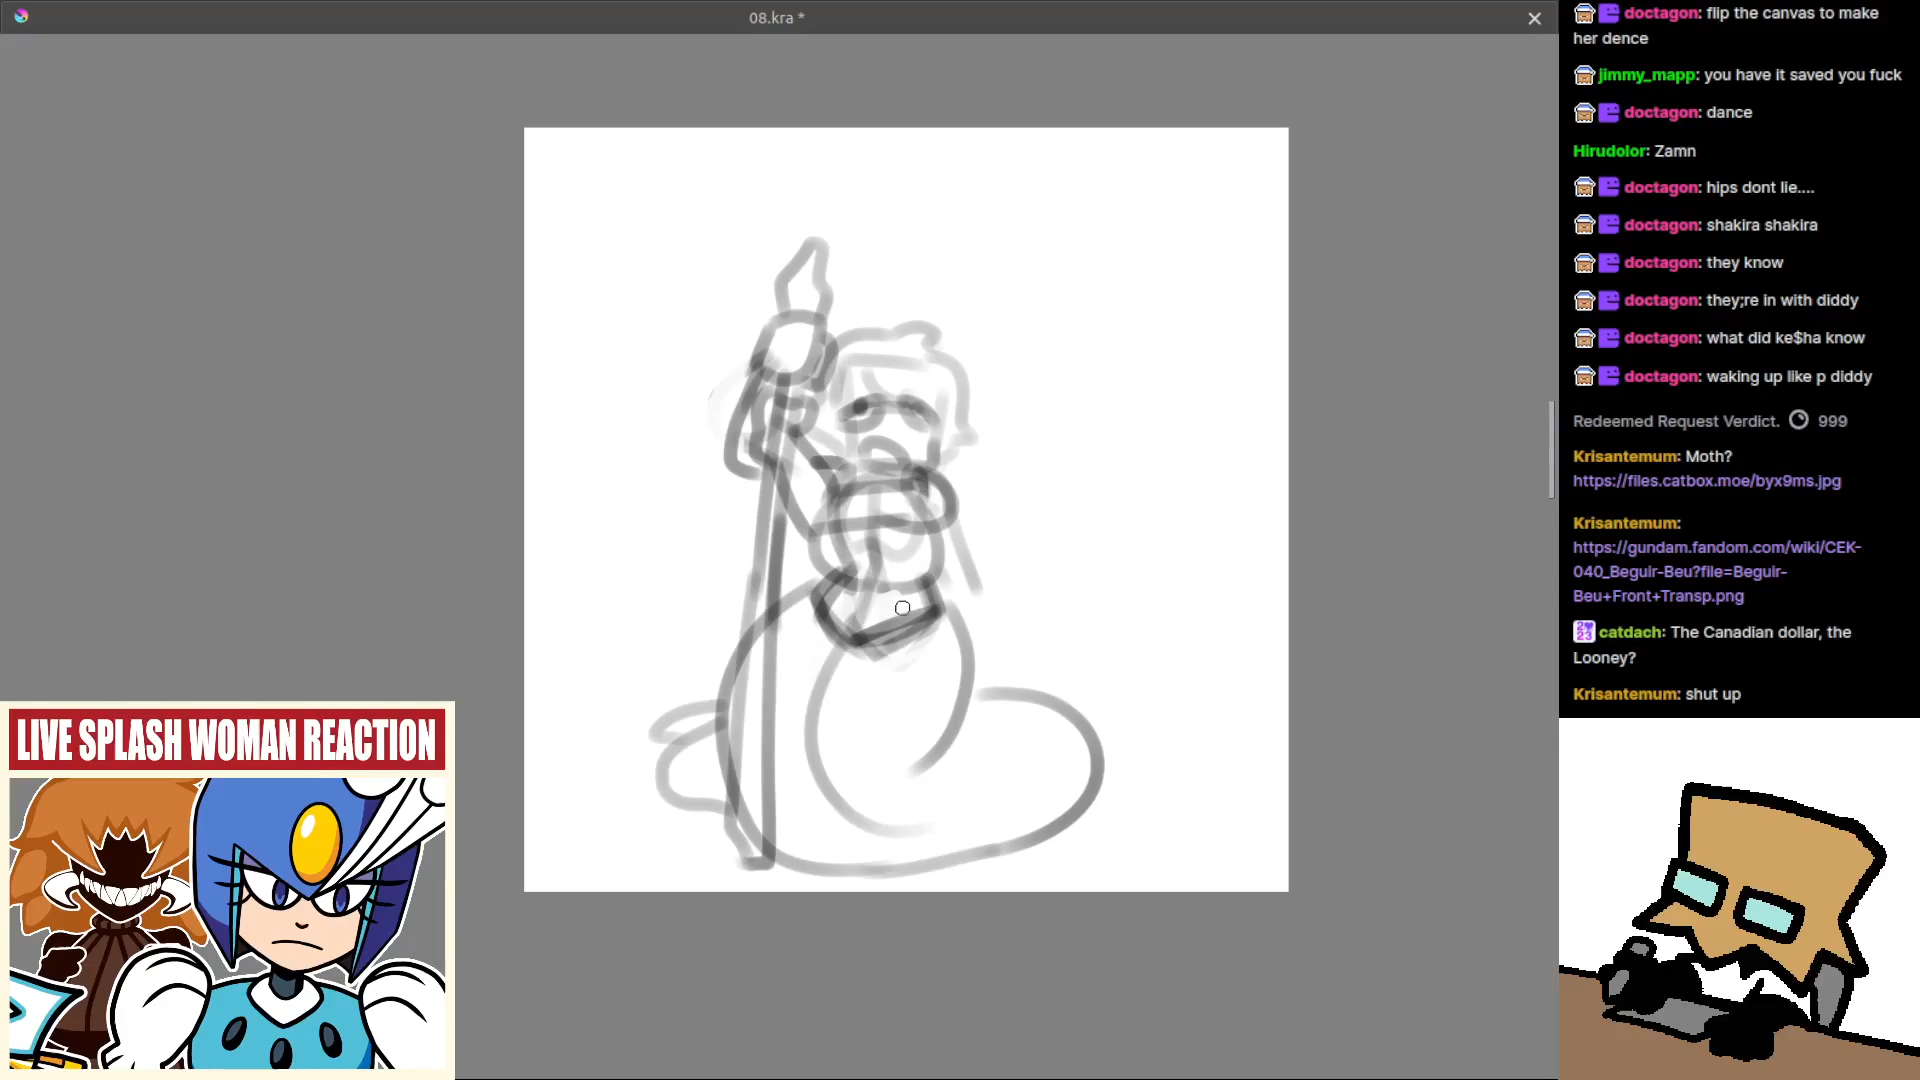 08.kra *
doctagon: flip the canvas to make
her dence
jimmy_mapp: you have it saved you fuck
doctagon: dance
Hirudolor: Zamn
doctagon: hips dont lie....
doctagon: shakira shakira
doctagon: they know
doctagon: they;re in with diddy
doctagon: what did ke$ha know
doctagon: waking up like p diddy
Redeemed Request Verdict. 999
Krisantemum: Moth?
https://files.catbox.moe/byx9ms.jpg
Krisantemum:
https://gundam.fandom.com/wiki/CEK-
040_Beguir-Beu?file=Beguir-
Beu+Front+Transp.png
catdach: The Canadian dollar, the
Looney?
Krisantemum: shut up
LIVE SPLASH WOMAN REACTION